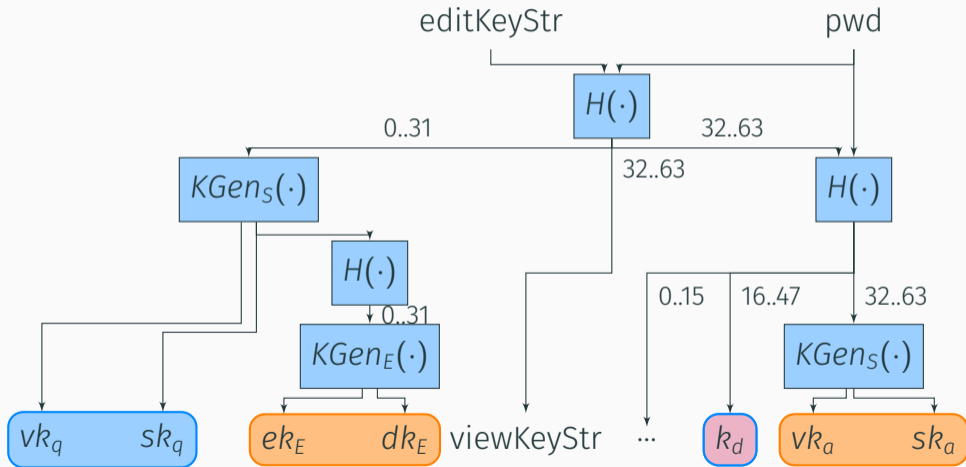 editKeyStr pwd
H(·)
0..31 32..63
KGen_S(·) 32..63 H(·)
H(·)
0..15 16..47 32..63
0..31
KGen_E(·) KGen_S(·)
vk_q sk_q ek_E dk_E viewKeyStr ... k_d vk_a sk_a